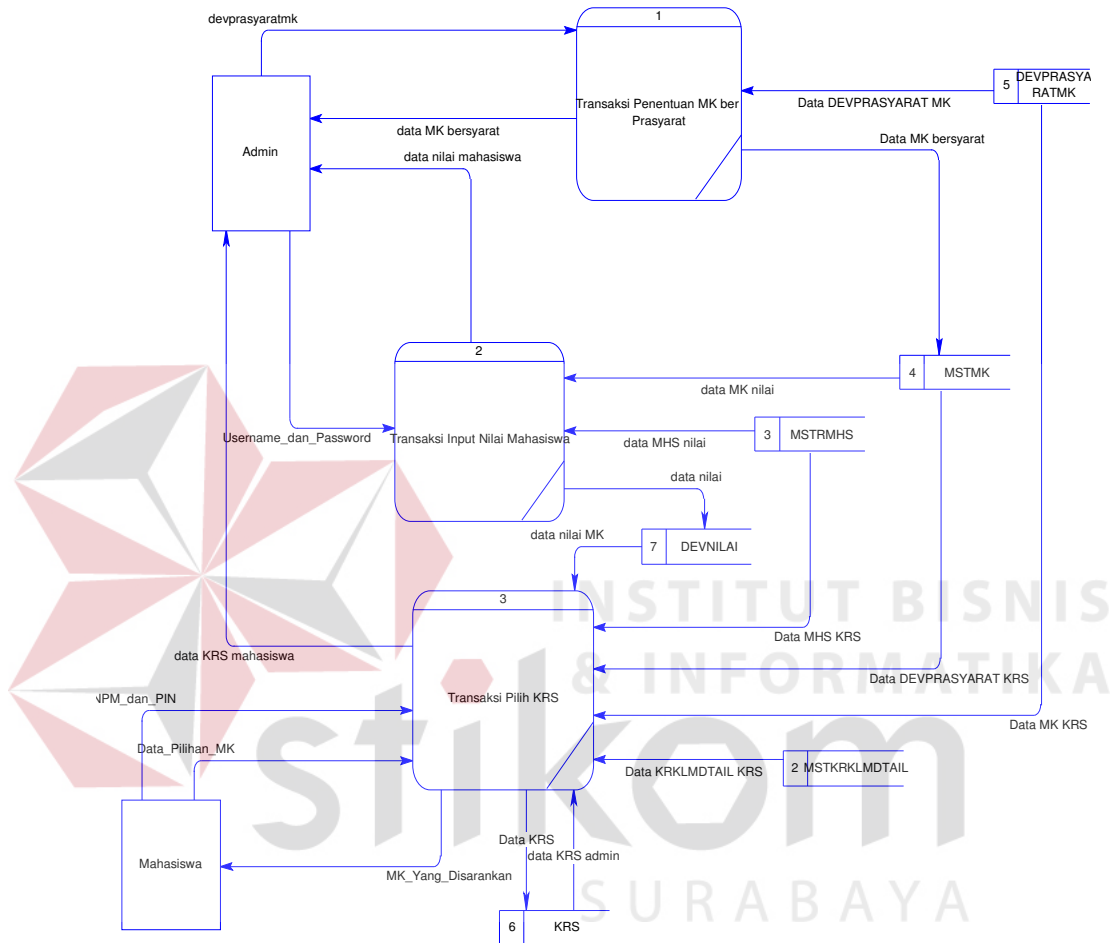 devprasyaratmk
1
Transaksi Penentuan MK ber
Prasyarat
5
DEVPRASYA
RATMK
Data DEVPRASYARAT MK
data MK bersyarat
Data MK bersyarat
Admin
data nilai mahasiswa
2
Transaksi Input Nilai Mahasiswa
4
MSTMK
data MK nilai
Username_dan_Password
3
MSTRMHS
data MHS nilai
data nilai
data nilai MK
7
DEVNILAI
INSTITUT BISNIS
& INFORMATIKA
stikom
SURABAYA
3
Transaksi Pilih KRS
Data MHS KRS
data KRS mahasiswa
Data DEVPRASYARAT KRS
NPM_dan_PIN
Data MK KRS
Data_Pilihan_MK
Data KRKLMDTAIL KRS
2
MSTKRKLMDTAIL
Mahasiswa
MK_Yang_Disarankan
Data KRS
data KRS admin
6
KRS